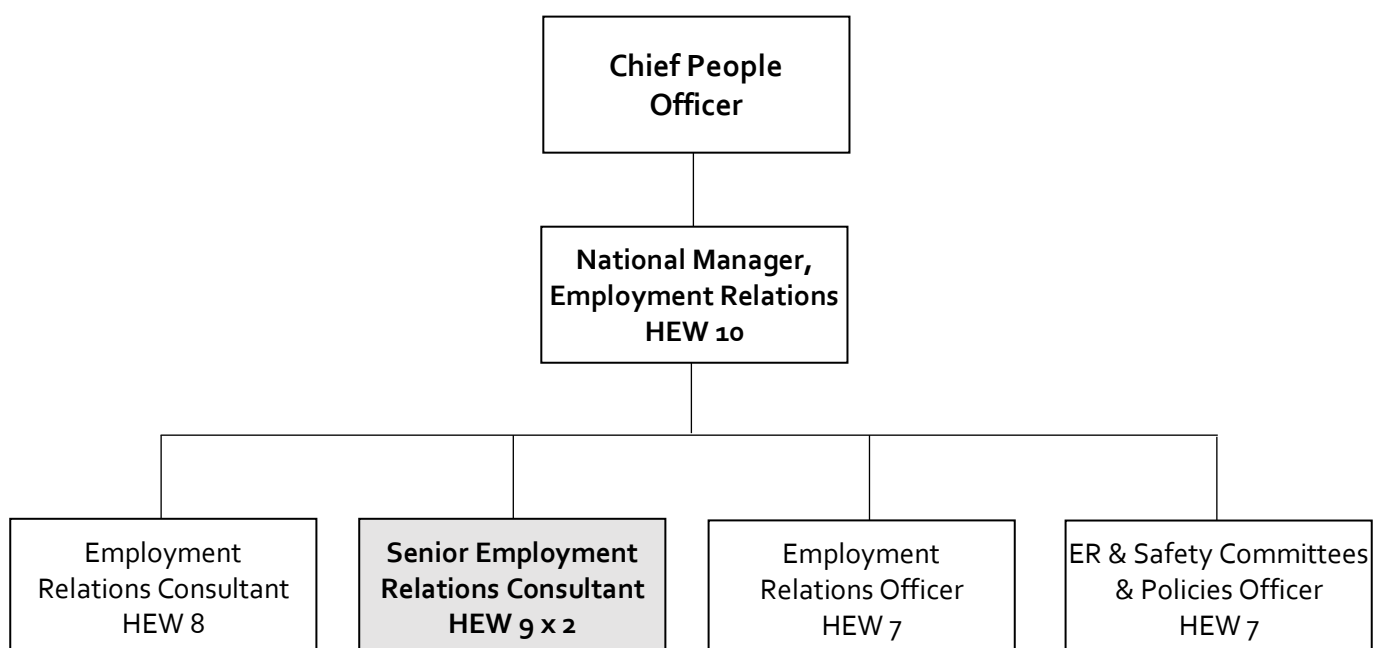 Chief People
Officer
National Manager,
Employment Relations
HEW 10
Employment
Relations Consultant
HEW 8
Senior Employment
Relations Consultant
HEW 9 x 2
Employment
Relations Officer
HEW 7
ER & Safety Committees
& Policies Officer
HEW 7